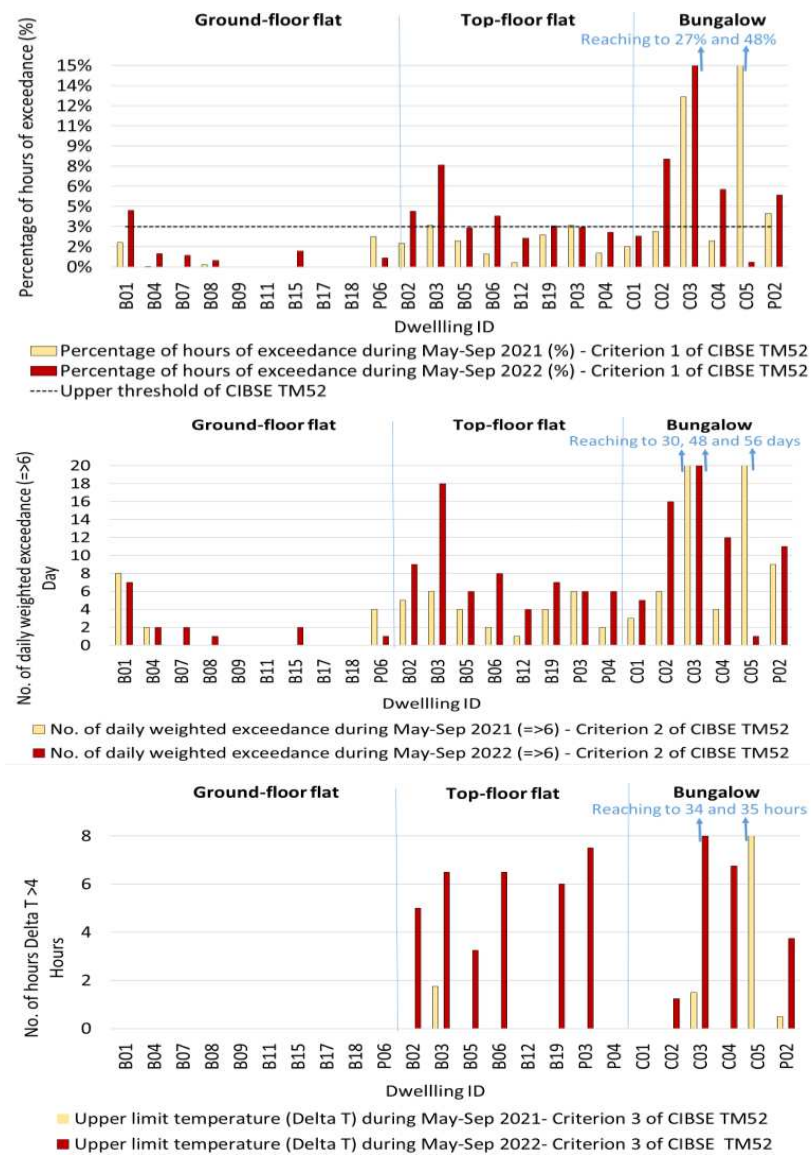 Ground-floor flat Top-floor flat Bungalow
Reaching to 27% and 48%
Percentage of hours of exceedance (%)
15%
14%
12%
11%
9%
8%
6%
5%
3%
2%
0%
B01 B04 B07 B08 B09 B11 B15 B17 B18 P06 B02 B03 B05 B06 B12 B19 P03 P04 C01 C02 C03 C04 C05 P02
Dwellling ID
Percentage of hours of exceedance during May-Sep 2021 (%) - Criterion 1 of CIBSE TM52
Percentage of hours of exceedance during May-Sep 2022 (%) - Criterion 1 of CIBSE TM52
Upper threshold of CIBSE TM52
Ground-floor flat Top-floor flat Bungalow
Reaching to 30, 48 and 56 days
No. of daily weighted exceedance (=>6)
Day
20
18
16
14
12
10
8
6
4
2
0
B01 B04 B07 B08 B09 B11 B15 B17 B18 P06 B02 B03 B05 B06 B12 B19 P03 P04 C01 C02 C03 C04 C05 P02
Dwellling ID
No. of daily weighted exceedance during May-Sep 2021 (=>6) - Criterion 2 of CIBSE TM52
No. of daily weighted exceedance during May-Sep 2022 (=>6) - Criterion 2 of CIBSE TM52
Ground-floor flat Top-floor flat Bungalow
Reaching to 34 and 35 hours
No. of hours Delta T >4
Hours
8
6
4
2
0
B01 B04 B07 B08 B09 B11 B15 B17 B18 P06 B02 B03 B05 B06 B12 B19 P03 P04 C01 C02 C03 C04 C05 P02
Dwellling ID
Upper limit temperature (Delta T) during May-Sep 2021- Criterion 3 of CIBSE TM52
Upper limit temperature (Delta T) during May-Sep 2022- Criterion 3 of CIBSE TM52